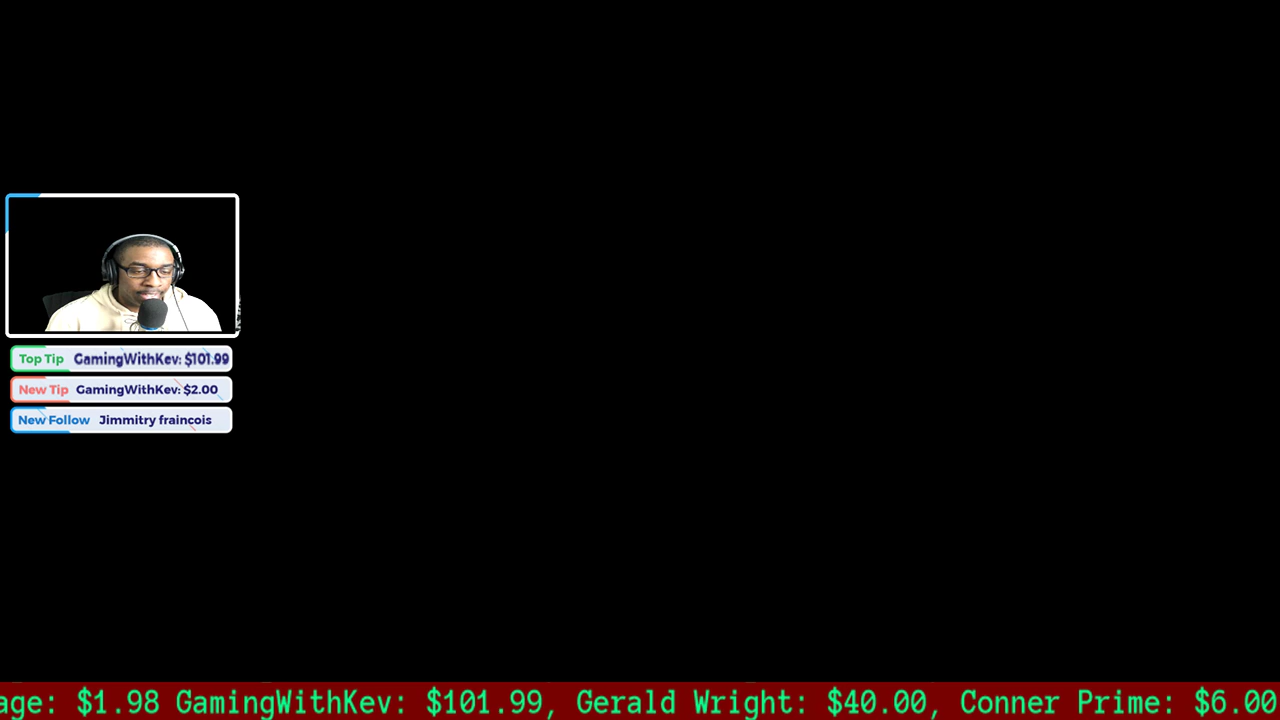 Top Tip GamingWithKev: $101.99
New Tip GamingWithKev: $2.00
New Follow Jimmitry fraincois
age: $1.98 GamingWithKev: $101.99, Gerald Wright: $40.00, Conner Prime: $6.00